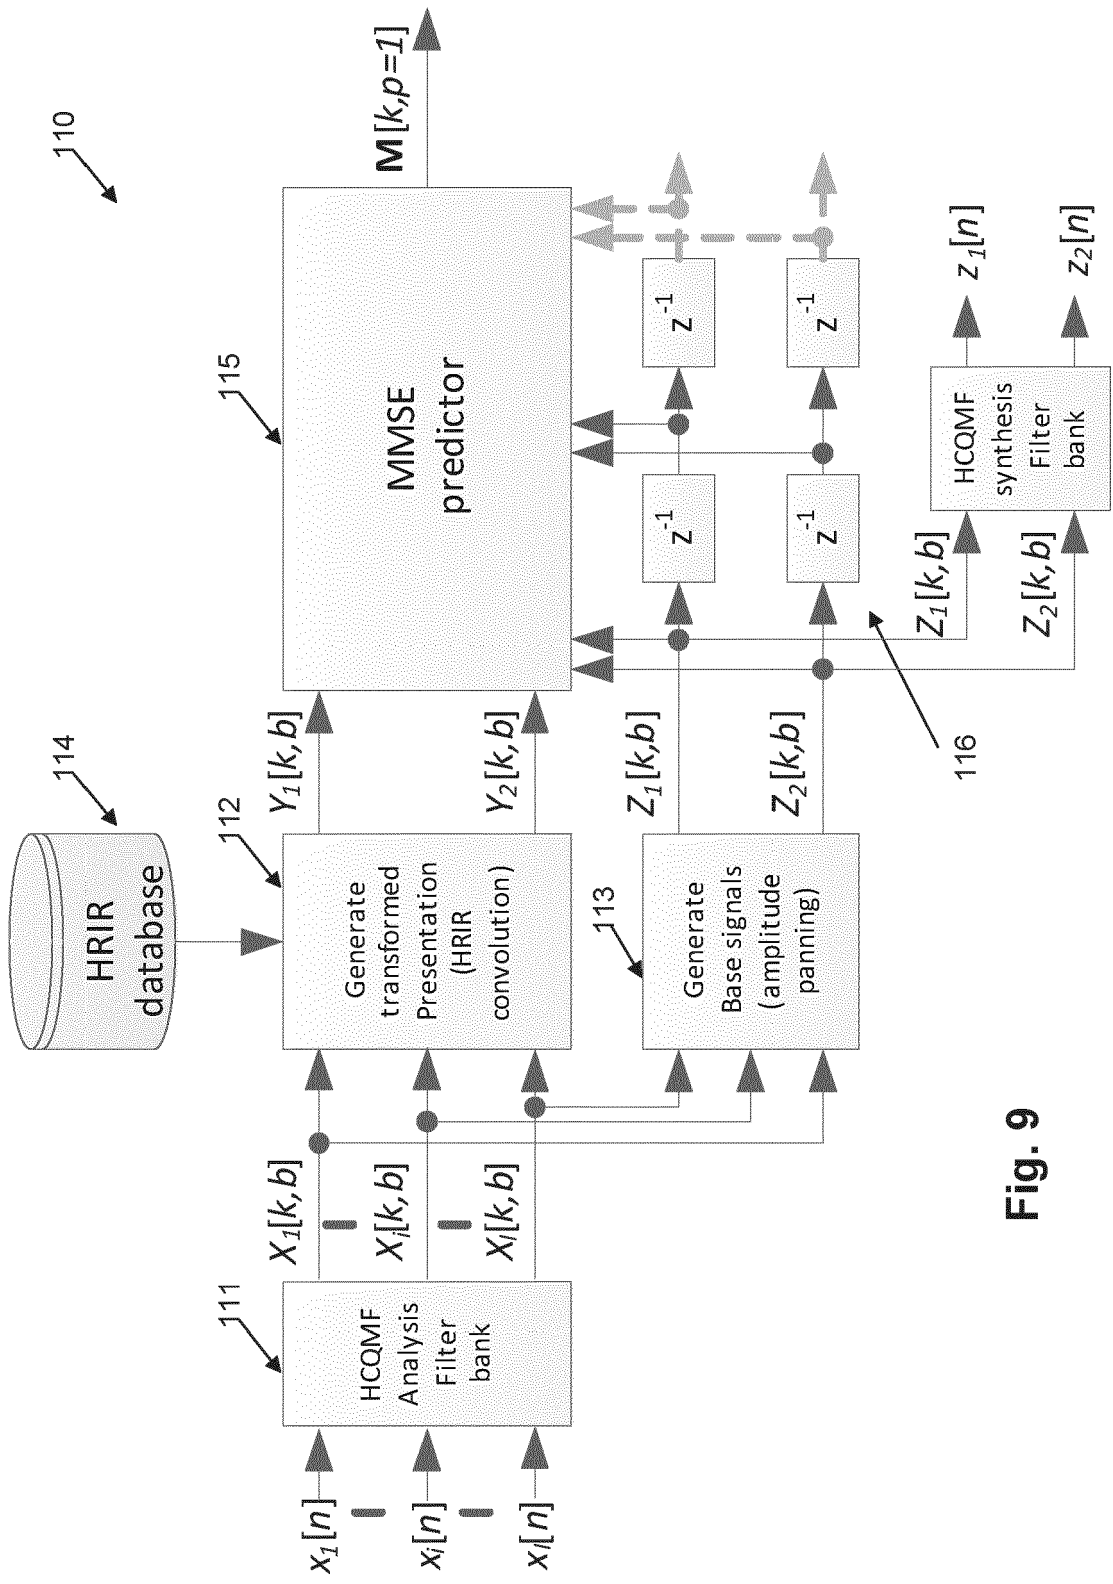 110
114
HRIR
database
x₁[n]
xᵢ[n]
x_I[n]
111
HCQMF
Analysis
Filter
bank
X₁[k,b]
Xᵢ[k,b]
X_I[k,b]
112
Generate
transformed
Presentation
(HRIR
convolution)
Y₁[k,b]
Y₂[k,b]
115
MMSE
predictor
M[k,p=1]
113
Generate
Base signals
(amplitude
panning)
Z₁[k,b]
Z₂[k,b]
z⁻¹
z⁻¹
z⁻¹
z⁻¹
116
Z₁[k,b]
Z₂[k,b]
HCQMF
synthesis
Filter
bank
z₁[n]
z₂[n]
Fig. 9